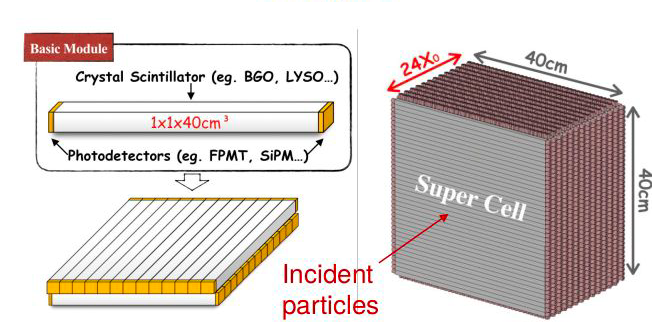 Basic Module
Crystal Scintillator (eg. BGO, LYSO…)
1x1x40cm³
Photodetectors (eg. FPMT, SiPM…)
24X₀
40cm
40cm
Super Cell
Incident
particles